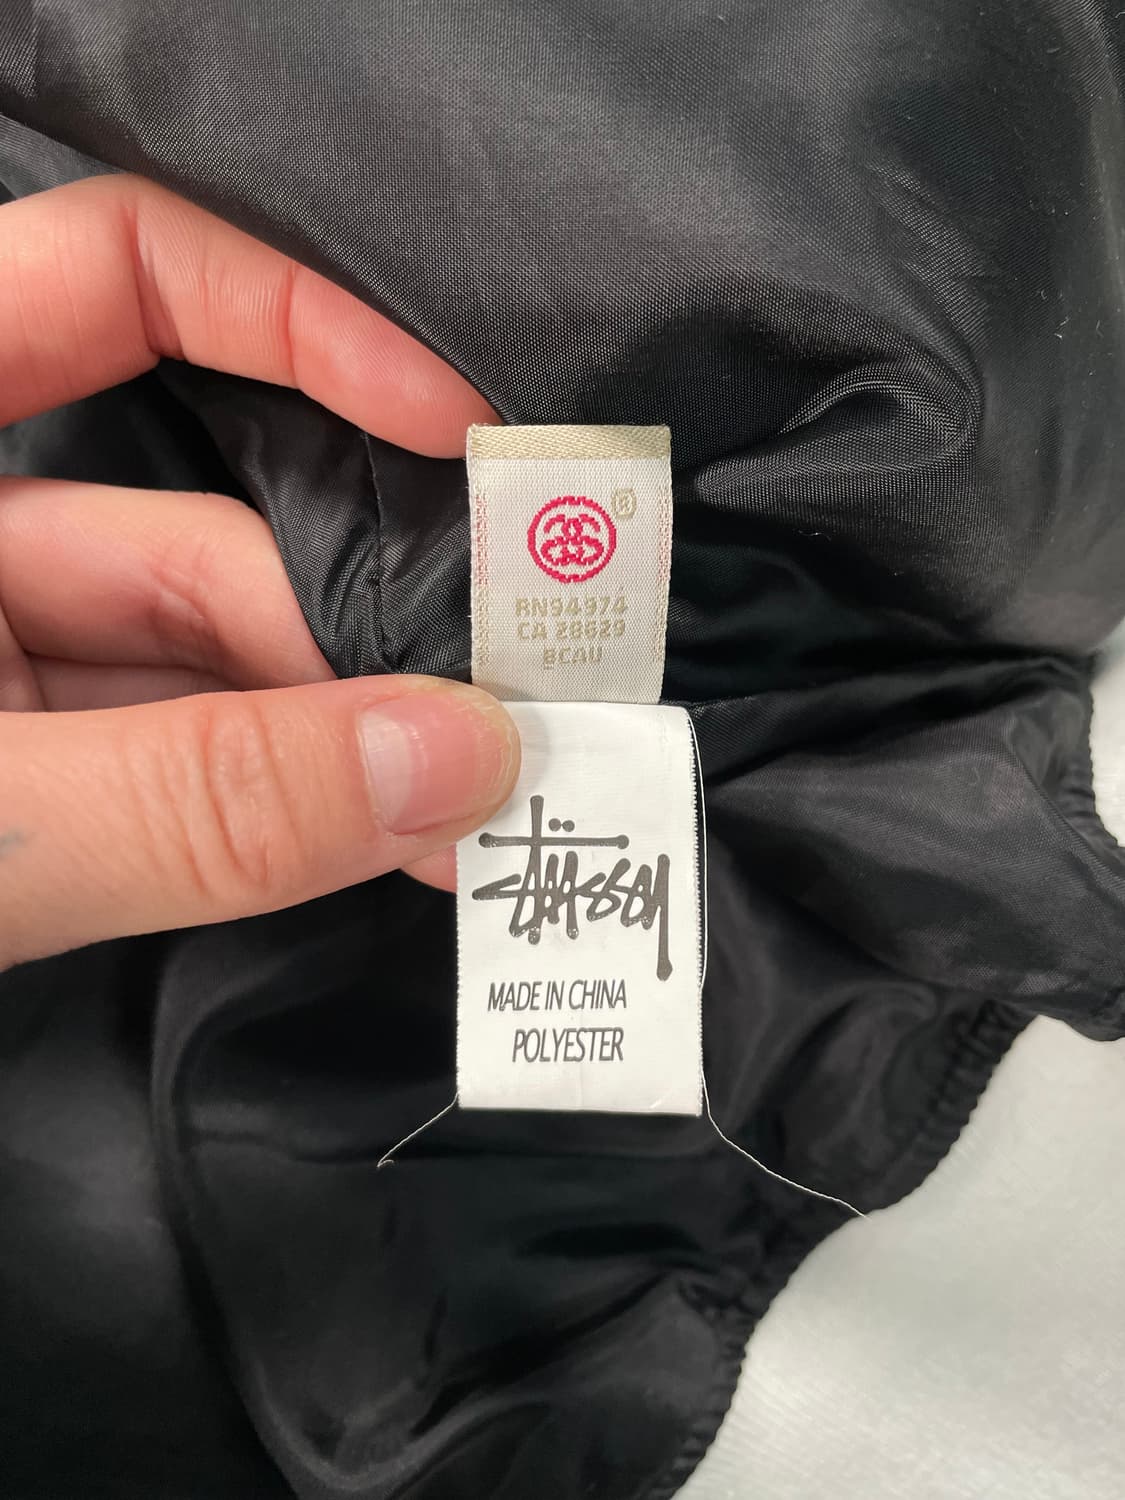 ®
RN94974
CA 28629
BCAU
Stüssy
MADE IN CHINA
POLYESTER